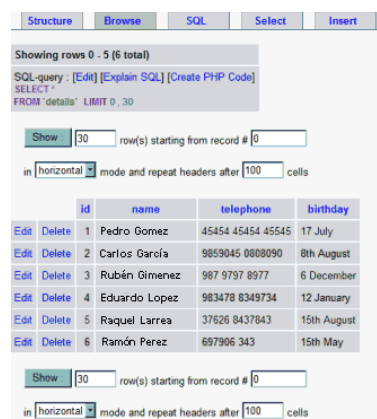 Structure Browse SQL Select Insert
Showing rows 0 - 5 (6 total)
SQL-query : [Edit] [Explain SQL] [Create PHP Code]
SELECT *
FROM `details` LIMIT 0 , 30
Show : 30 row(s) starting from record # 0
in horizontal mode and repeat headers after 100 cells
id name telephone birthday
Edit Delete 1 Pedro Gomez 45454 45454 45545 17 July
Edit Delete 2 Carlos García 9859045 0808090 8th August
Edit Delete 3 Rubén Gimenez 987 9797 8977 6 December
Edit Delete 4 Eduardo Lopez 983478 8349734 12 January
Edit Delete 5 Raquel Larrea 37626 8437843 15th August
Edit Delete 6 Ramón Perez 697906 343 15th May
Show : 30 row(s) starting from record # 0
in horizontal mode and repeat headers after 100 cells